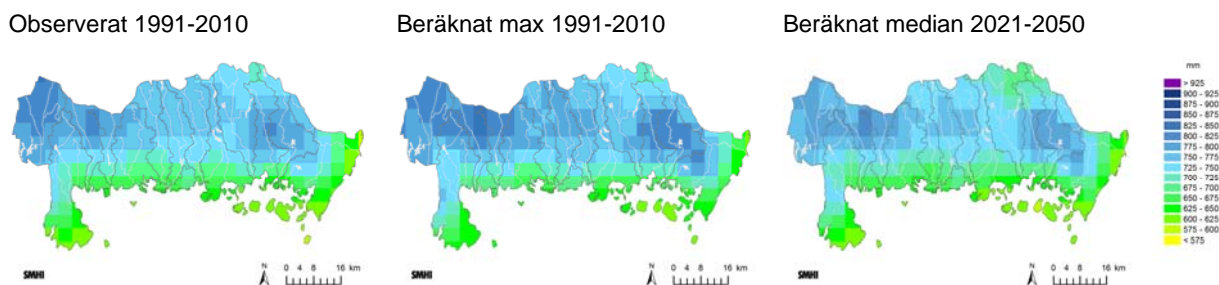 Observerat 1991-2010
Beräknat max 1991-2010
Beräknat median 2021-2050
mm
> 925
900 - 925
875 - 900
850 - 875
825 - 850
800 - 825
775 - 800
750 - 775
725 - 750
700 - 725
675 - 700
650 - 675
625 - 650
600 - 625
575 - 600
< 575
SMHI
N
0 4 8 16 km
SMHI
N
0 4 8 16 km
SMHI
N
0 4 8 16 km